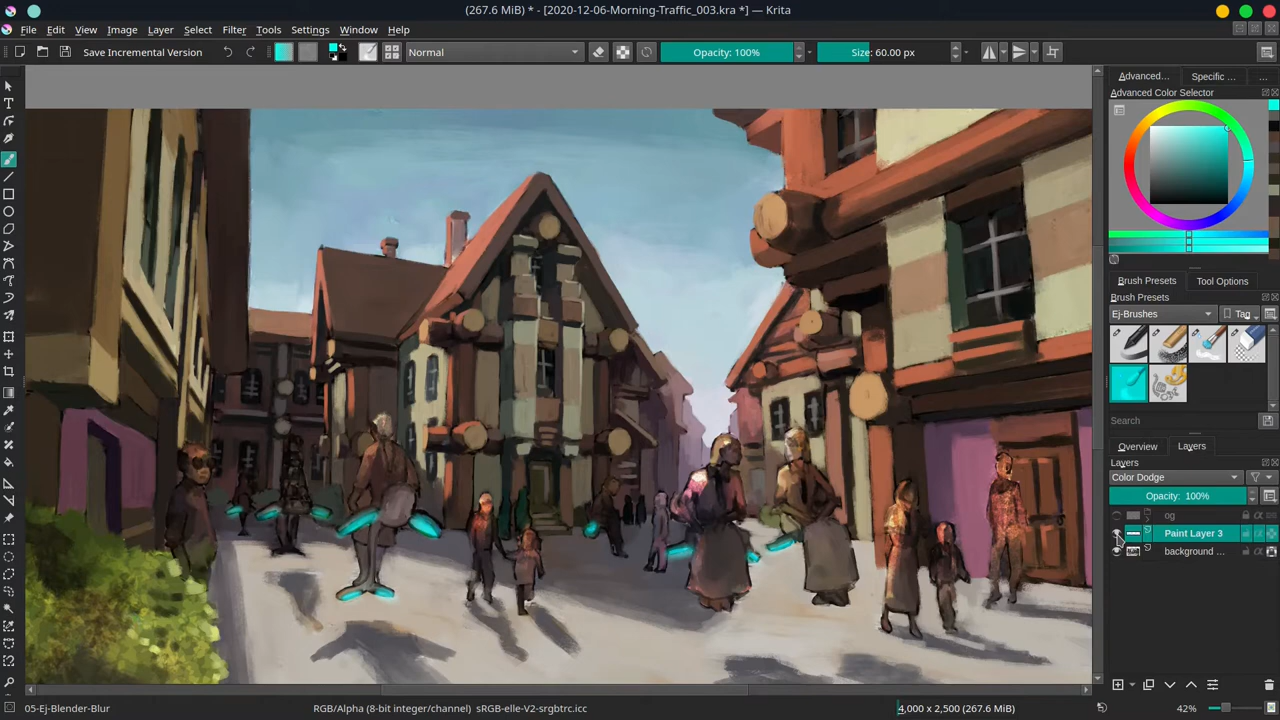 (267.6 MiB) * - [2020-12-06-Morning-Traffic_003.kra *] — Krita
File Edit View Image Layer Select Filter Tools Settings Window Help
Save Incremental Version Normal Opacity: 100% Size: 60.00 px
Advanced... Specific ... ...
Advanced Color Selector
Brush Presets Tool Options
Brush Presets
Ej-Brushes Tag
Search
Overview Layers
Layers
Color Dodge
Opacity: 100%
og
Paint Layer 3
background ...
05-Ej-Blender-Blur RGB/Alpha (8-bit integer/channel) sRGB-elle-V2-srgbtrc.icc 4,000 x 2,500 (267.6 MiB) 42%